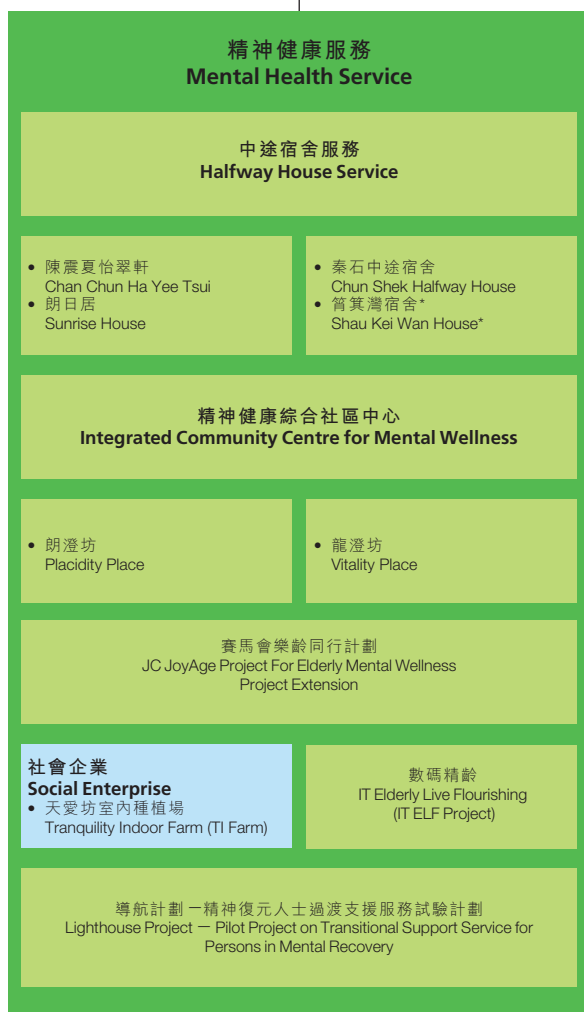 精神健康服務
Mental Health Service
中途宿舍服務
Halfway House Service
• 陳震夏怡翠軒
Chan Chun Ha Yee Tsui
• 朗日居
Sunrise House
• 秦石中途宿舍
Chun Shek Halfway House
• 筲箕灣宿舍*
Shau Kei Wan House*
精神健康綜合社區中心
Integrated Community Centre for Mental Wellness
• 朗澄坊
Placidity Place
• 龍澄坊
Vitality Place
賽馬會樂齡同行計劃
JC JoyAge Project For Elderly Mental Wellness
Project Extension
社會企業
Social Enterprise
• 天愛坊室內種植場
Tranquility Indoor Farm (TI Farm)
數碼精齡
IT Elderly Live Flourishing
(IT ELF Project)
導航計劃 — 精神復元人士過渡支援服務試驗計劃
Lighthouse Project — Pilot Project on Transitional Support Service for
Persons in Mental Recovery